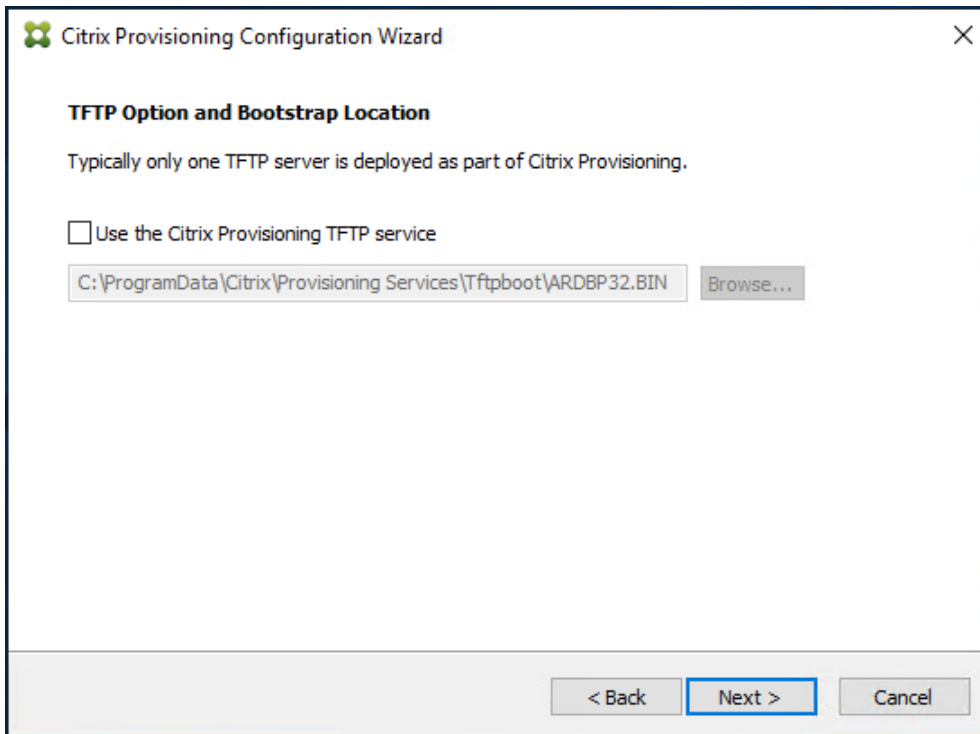 Citrix Provisioning Configuration Wizard
TFTP Option and Bootstrap Location
Typically only one TFTP server is deployed as part of Citrix Provisioning.
Use the Citrix Provisioning TFTP service
C:\ProgramData\Citrix\Provisioning Services\Tftpboot\ARDBP32.BIN Browse...
< Back Next > Cancel